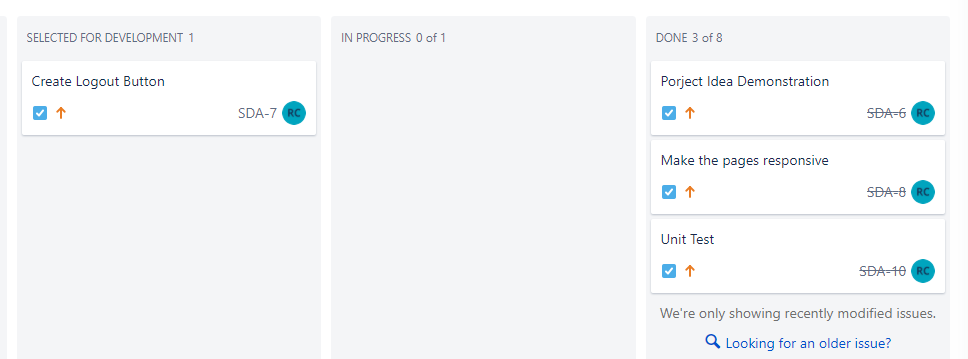 SELECTED FOR DEVELOPMENT 1
Create Logout Button
SDA-7 RC
IN PROGRESS 0 of 1
DONE 3 of 8
Porject Idea Demonstration
SDA-6 RC
Make the pages responsive
SDA-8 RC
Unit Test
SDA-10 RC
We're only showing recently modified issues.
Looking for an older issue?